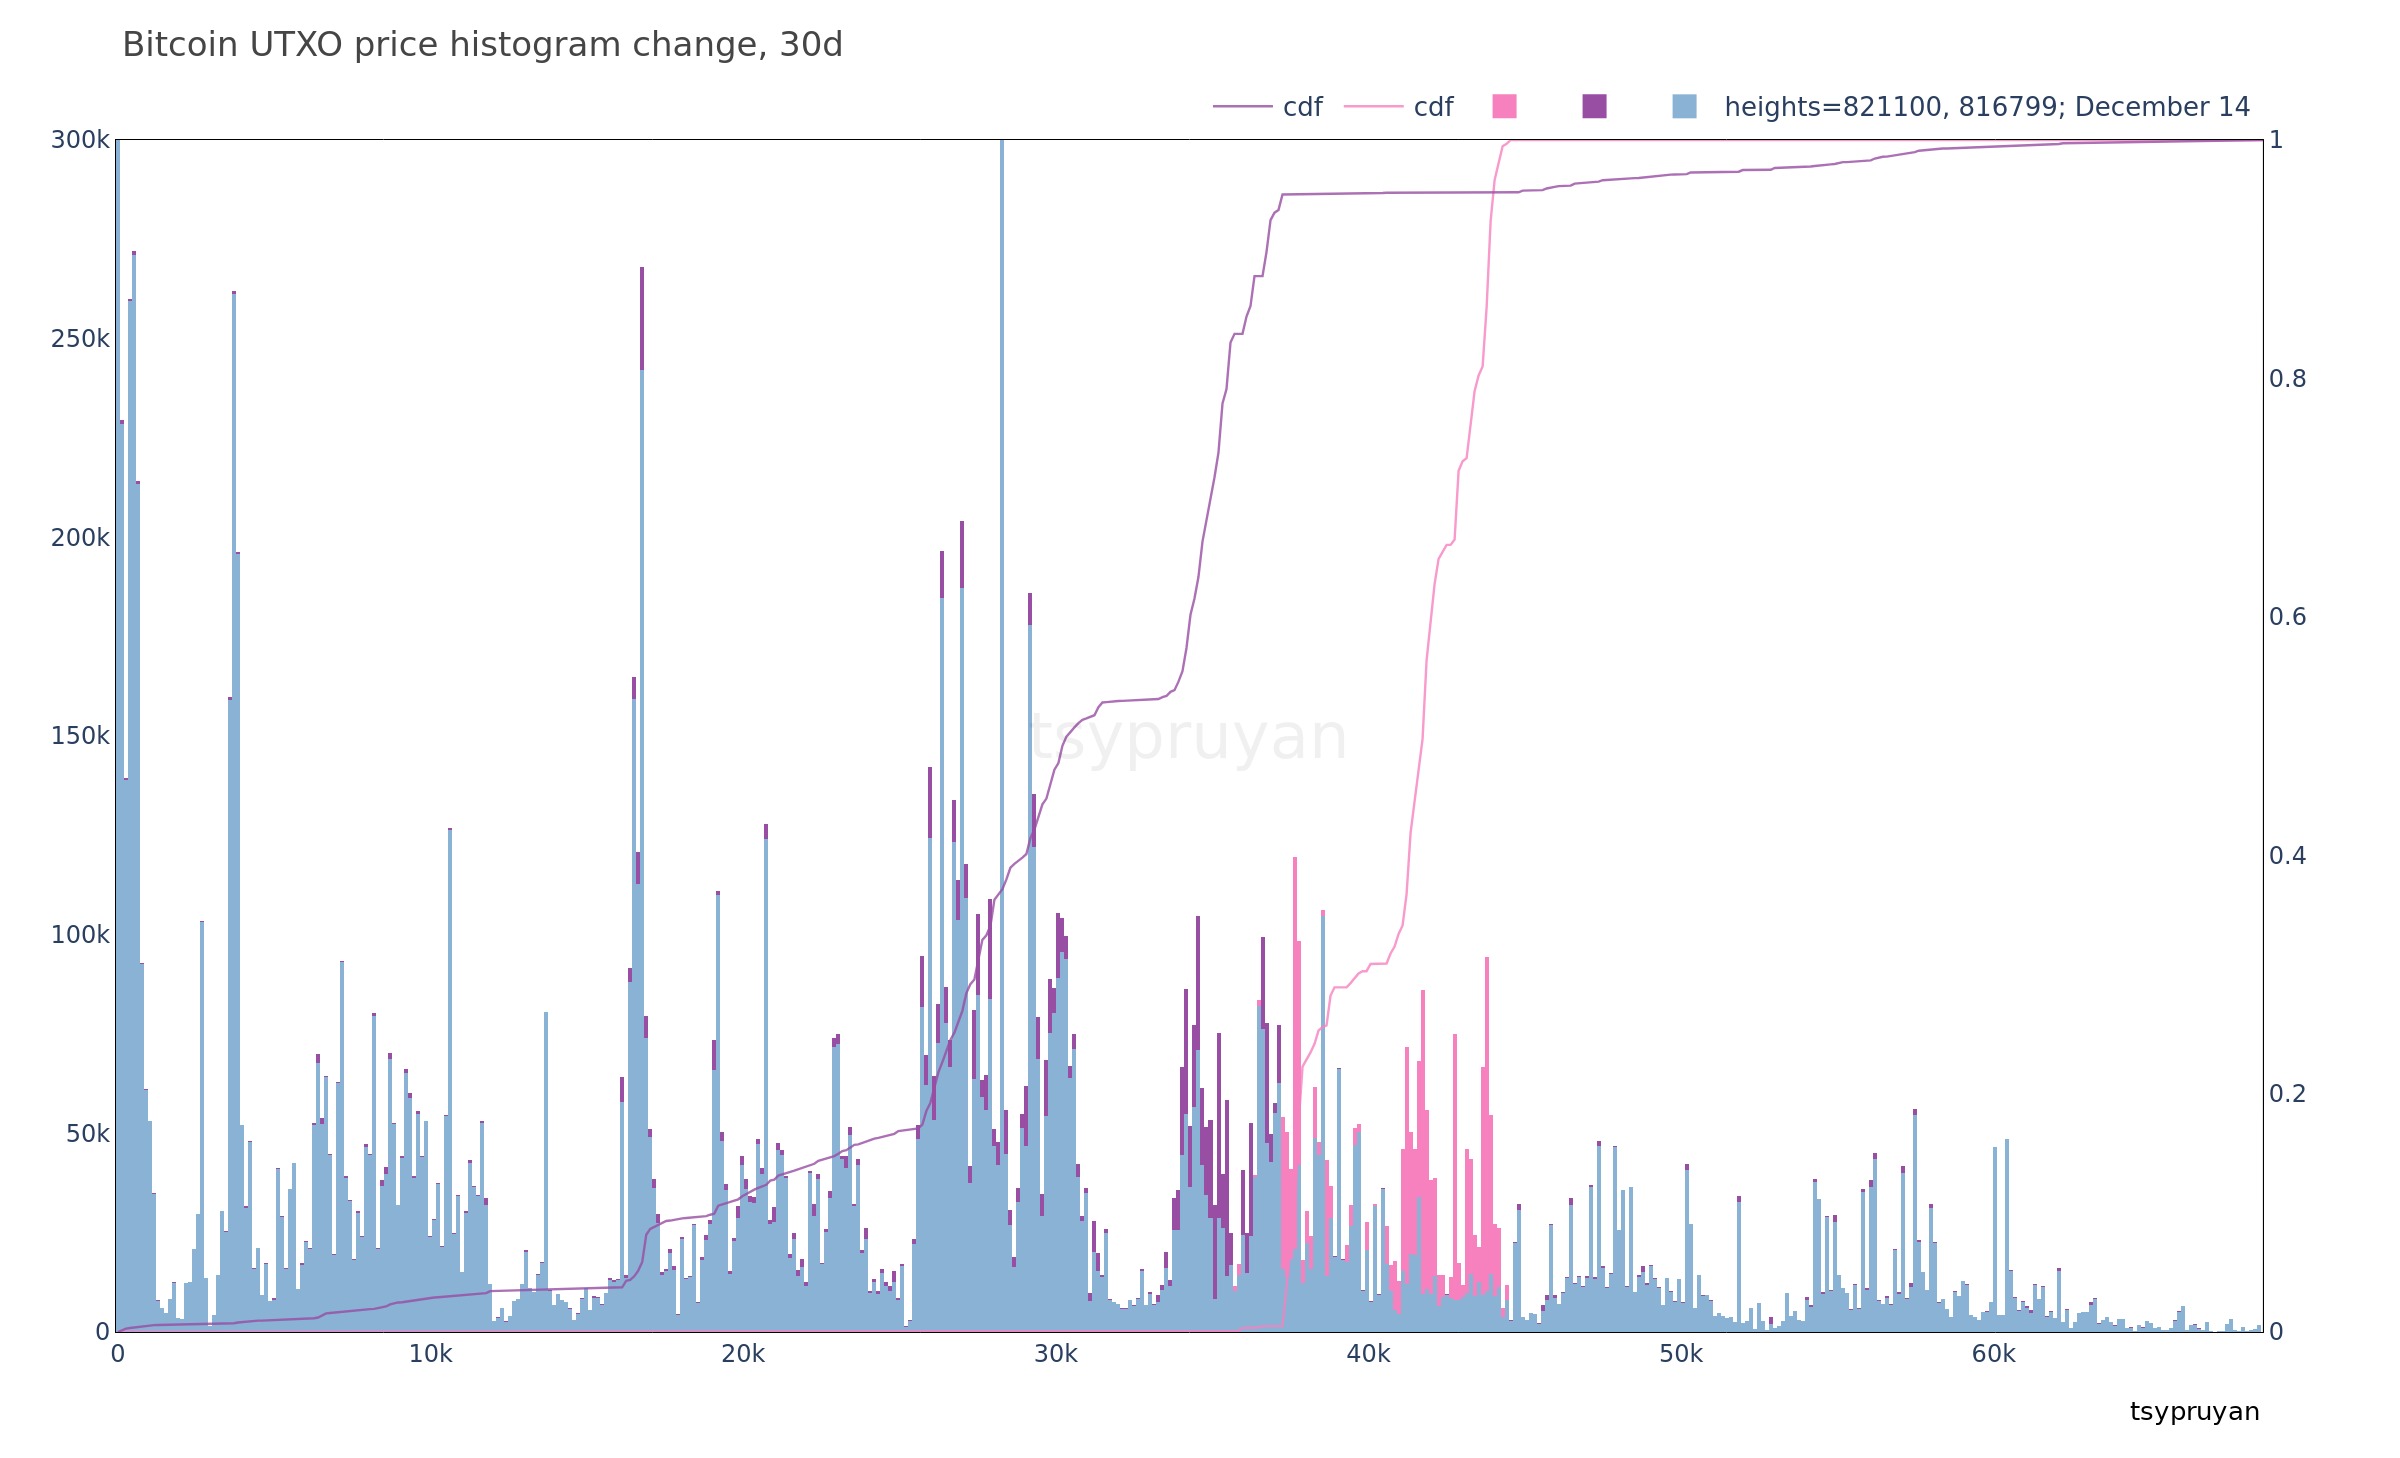 Bitcoin UTXO price histogram change, 30d
cdf cdf heights=821100, 816799; December 14
300k 1
250k
0.8
200k
0.6
150k
tsypruyan
0.4
100k
0.2
50k
0 0
0 10k 20k 30k 40k 50k 60k
tsypruyan